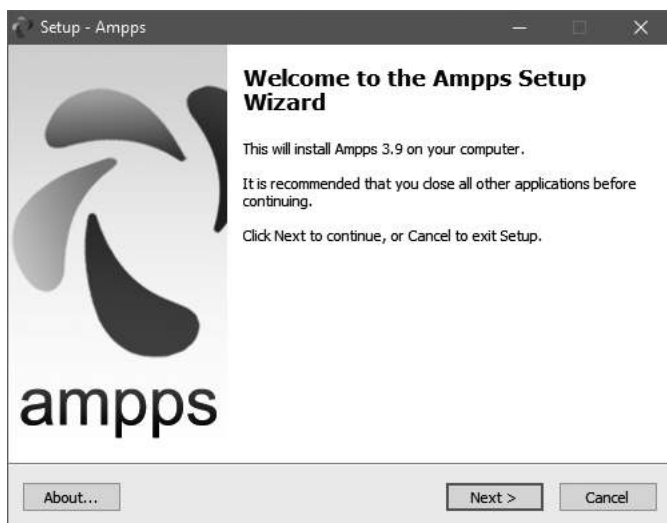 Setup - Ampps
Welcome to the Ampps Setup
Wizard
This will install Ampps 3.9 on your computer.
It is recommended that you close all other applications before
continuing.
Click Next to continue, or Cancel to exit Setup.
ampps
About...
Next >
Cancel